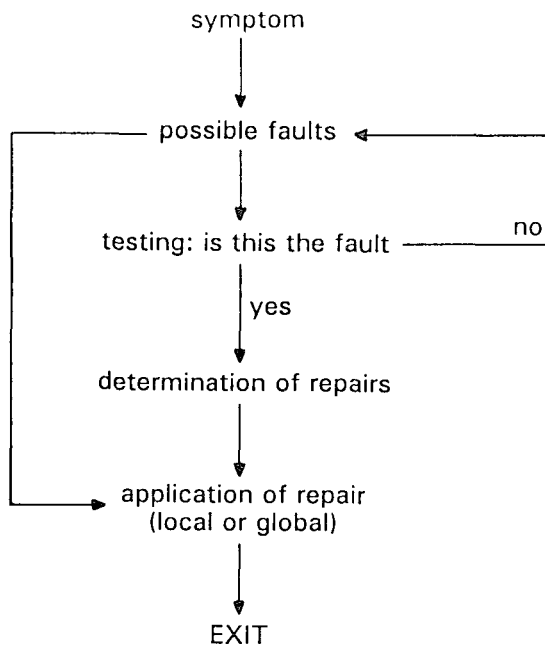 symptom
possible faults
testing: is this the fault
no
yes
determination of repairs
application of repair
(local or global)
EXIT